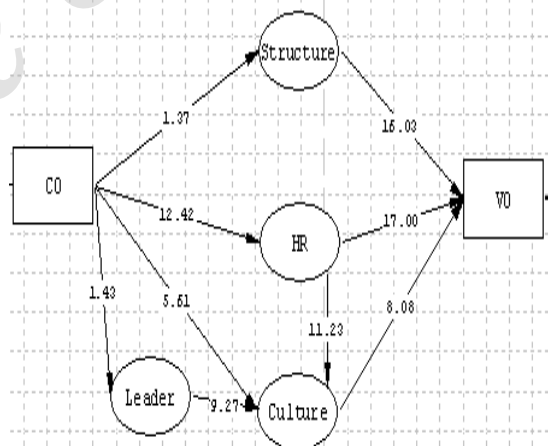 Structure
1.37
15.03
CO
VO
12.42
HR
17.00
1.43
5.61
11.23
8.08
Leader
9.27
Culture